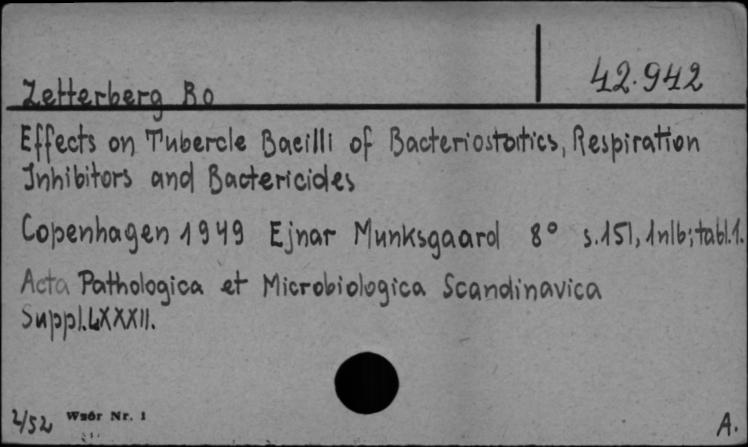 42.942
Zetterberg Bo
Effects on Tubercle Bacilli of Bacteriostatics, Respiration
Inhibitors and Bactericides
Copenhagen 1949 Ejnar Munksgaard 8° s.151, 1nlb; tabl.1.
Acta Pathologica et Microbiologica Scandinavica
Suppl.LXXXII.
2/52 Wzór Nr. 1 A.